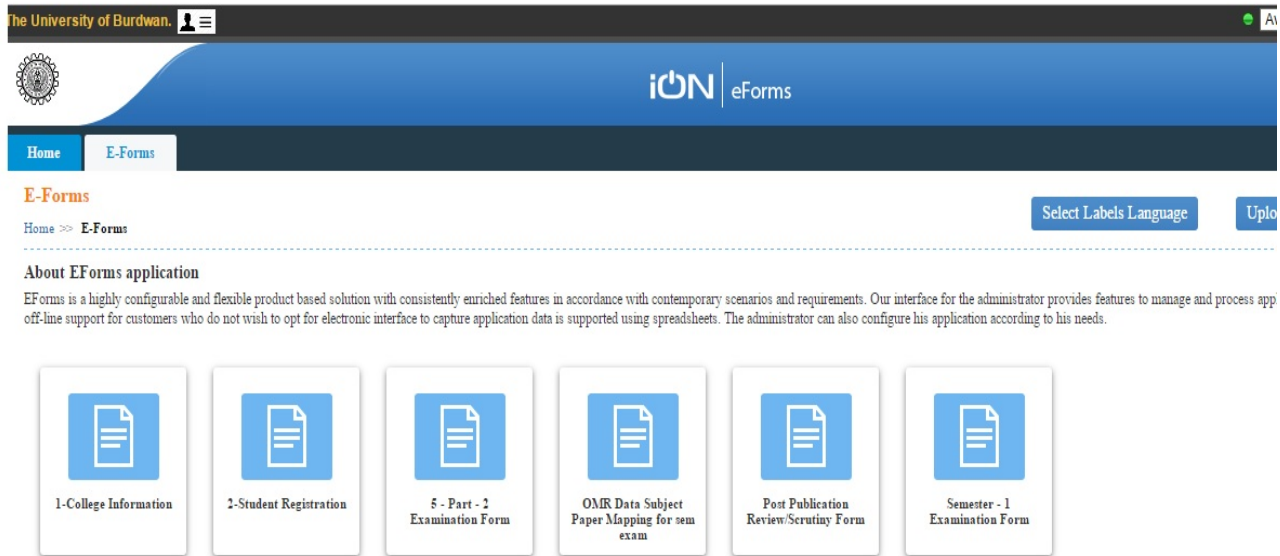 The University of Burdwan.
iON eForms
Home E-Forms
E-Forms
Select Labels Language
Home >> E-Forms
About EForms application
EForms is a highly configurable and flexible product based solution with consistently enriched features in accordance with contemporary scenarios and requirements. Our interface for the administrator provides features to manage and process
off-line support for customers who do not wish to opt for electronic interface to capture application data is supported using spreadsheets. The administrator can also configure his application according to his needs.
1-College Information
2-Student Registration
5 - Part - 2
Examination Form
OMR Data Subject
Paper Mapping for sem
exam
Post Publication
Review/Scrutiny Form
Semester - 1
Examination Form